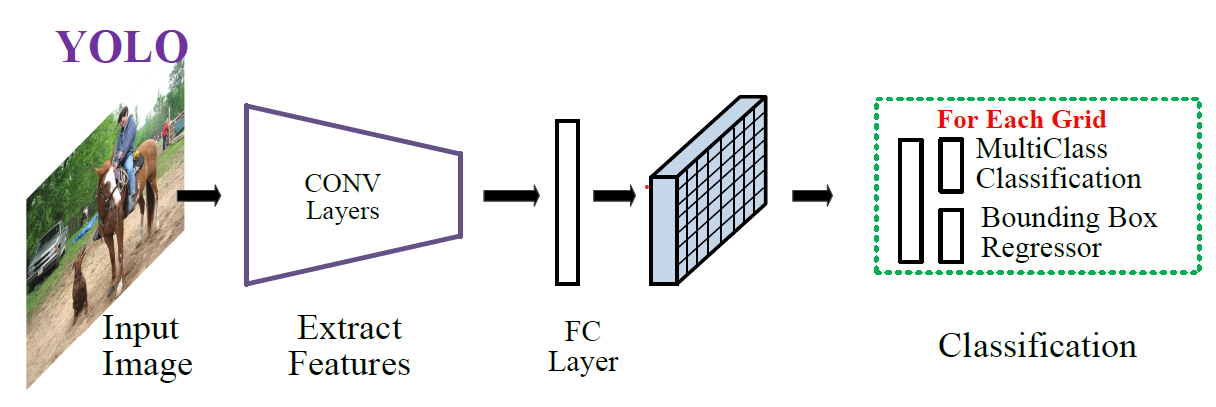 YOLO
CONV
Layers
For Each Grid
MultiClass
Classification
Bounding Box
Regressor
Input
Image
Extract
Features
FC
Layer
Classification